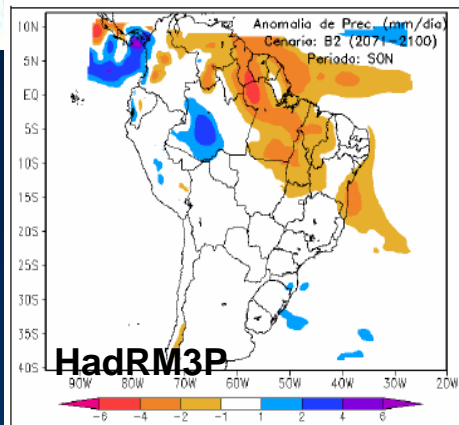 Anomalia de Prec. (mm/dia)
Cenario: B2 (2071-2100)
Periodo: SON
10N
5N
EQ
5S
10S
15S
20S
25S
30S
35S
40S
HadRM3P
90W 80W 70W 60W 50W 40W 30W 20W
-6 -4 -2 -1 1 2 4 6